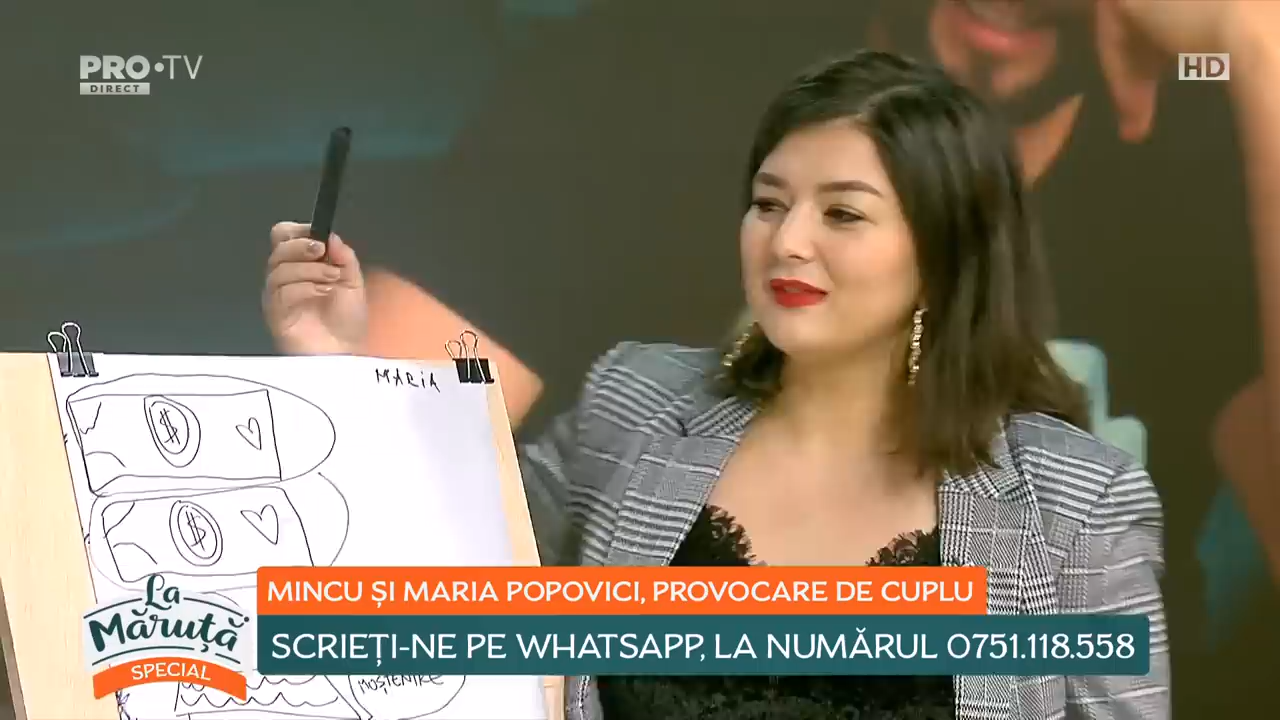 PRO•TV
DIRECT
HD
MARiA
$
$
MINCU ȘI MARIA POPOVICI, PROVOCARE DE CUPLU
La
Măruță
SPECIAL
SCRIEȚI-NE PE WHATSAPP, LA NUMĂRUL 0751.118.558
MOȘTENIRE